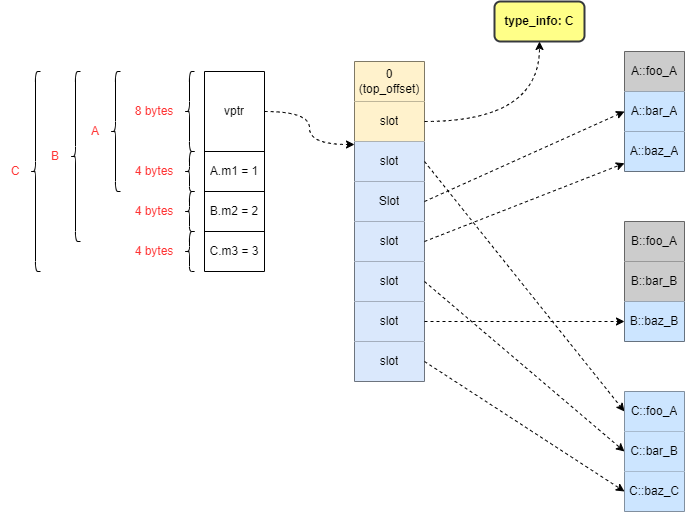 type_info: C
C
B
A
8 bytes
4 bytes
4 bytes
4 bytes
vptr
A.m1 = 1
B.m2 = 2
C.m3 = 3
0
(top_offset)
slot
slot
Slot
slot
slot
slot
slot
A::foo_A
A::bar_A
A::baz_A
B::foo_A
B::bar_B
B::baz_B
C::foo_A
C::bar_B
C::baz_C